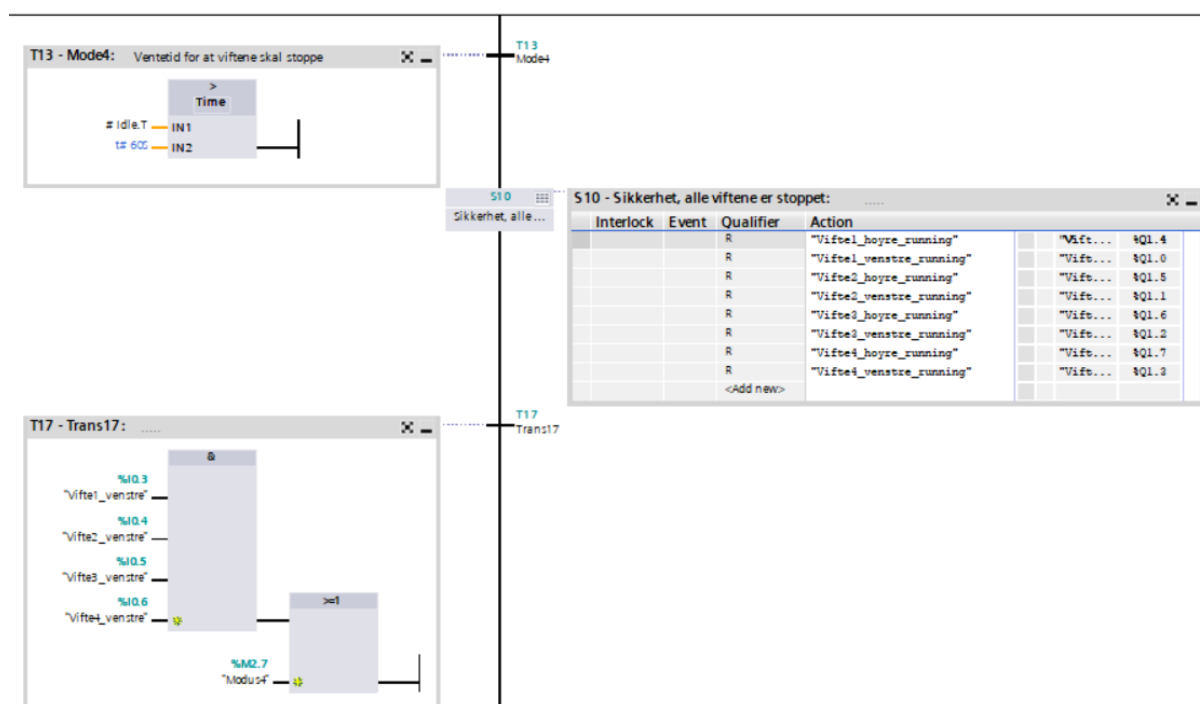 T13 - Mode4: Ventetid for at viftene skal stoppe
T13
Mode4
>
Time
# Idle.T IN1
t# 60S IN2
S10
Sikkerhet, alle...
S10 - Sikkerhet, alle viftene er stoppet: .....
Interlock Event Qualifier Action
R "Vifte1_hoyre_running" "Vift... %Q1.4
R "Vifte1_venstre_running" "Vift... %Q1.0
R "Vifte2_hoyre_running" "Vift... %Q1.5
R "Vifte2_venstre_running" "Vift... %Q1.1
R "Vifte3_hoyre_running" "Vift... %Q1.6
R "Vifte3_venstre_running" "Vift... %Q1.2
R "Vifte4_hoyre_running" "Vift... %Q1.7
R "Vifte4_venstre_running" "Vift... %Q1.3
<Add new>
T17 - Trans17: .....
T17
Trans17
&
%I0.3
"Vifte1_venstre"
%I0.4
"Vifte2_venstre"
%I0.5
"Vifte3_venstre"
%I0.6
"Vifte4_venstre"
>=1
%M2.7
"Modus4"